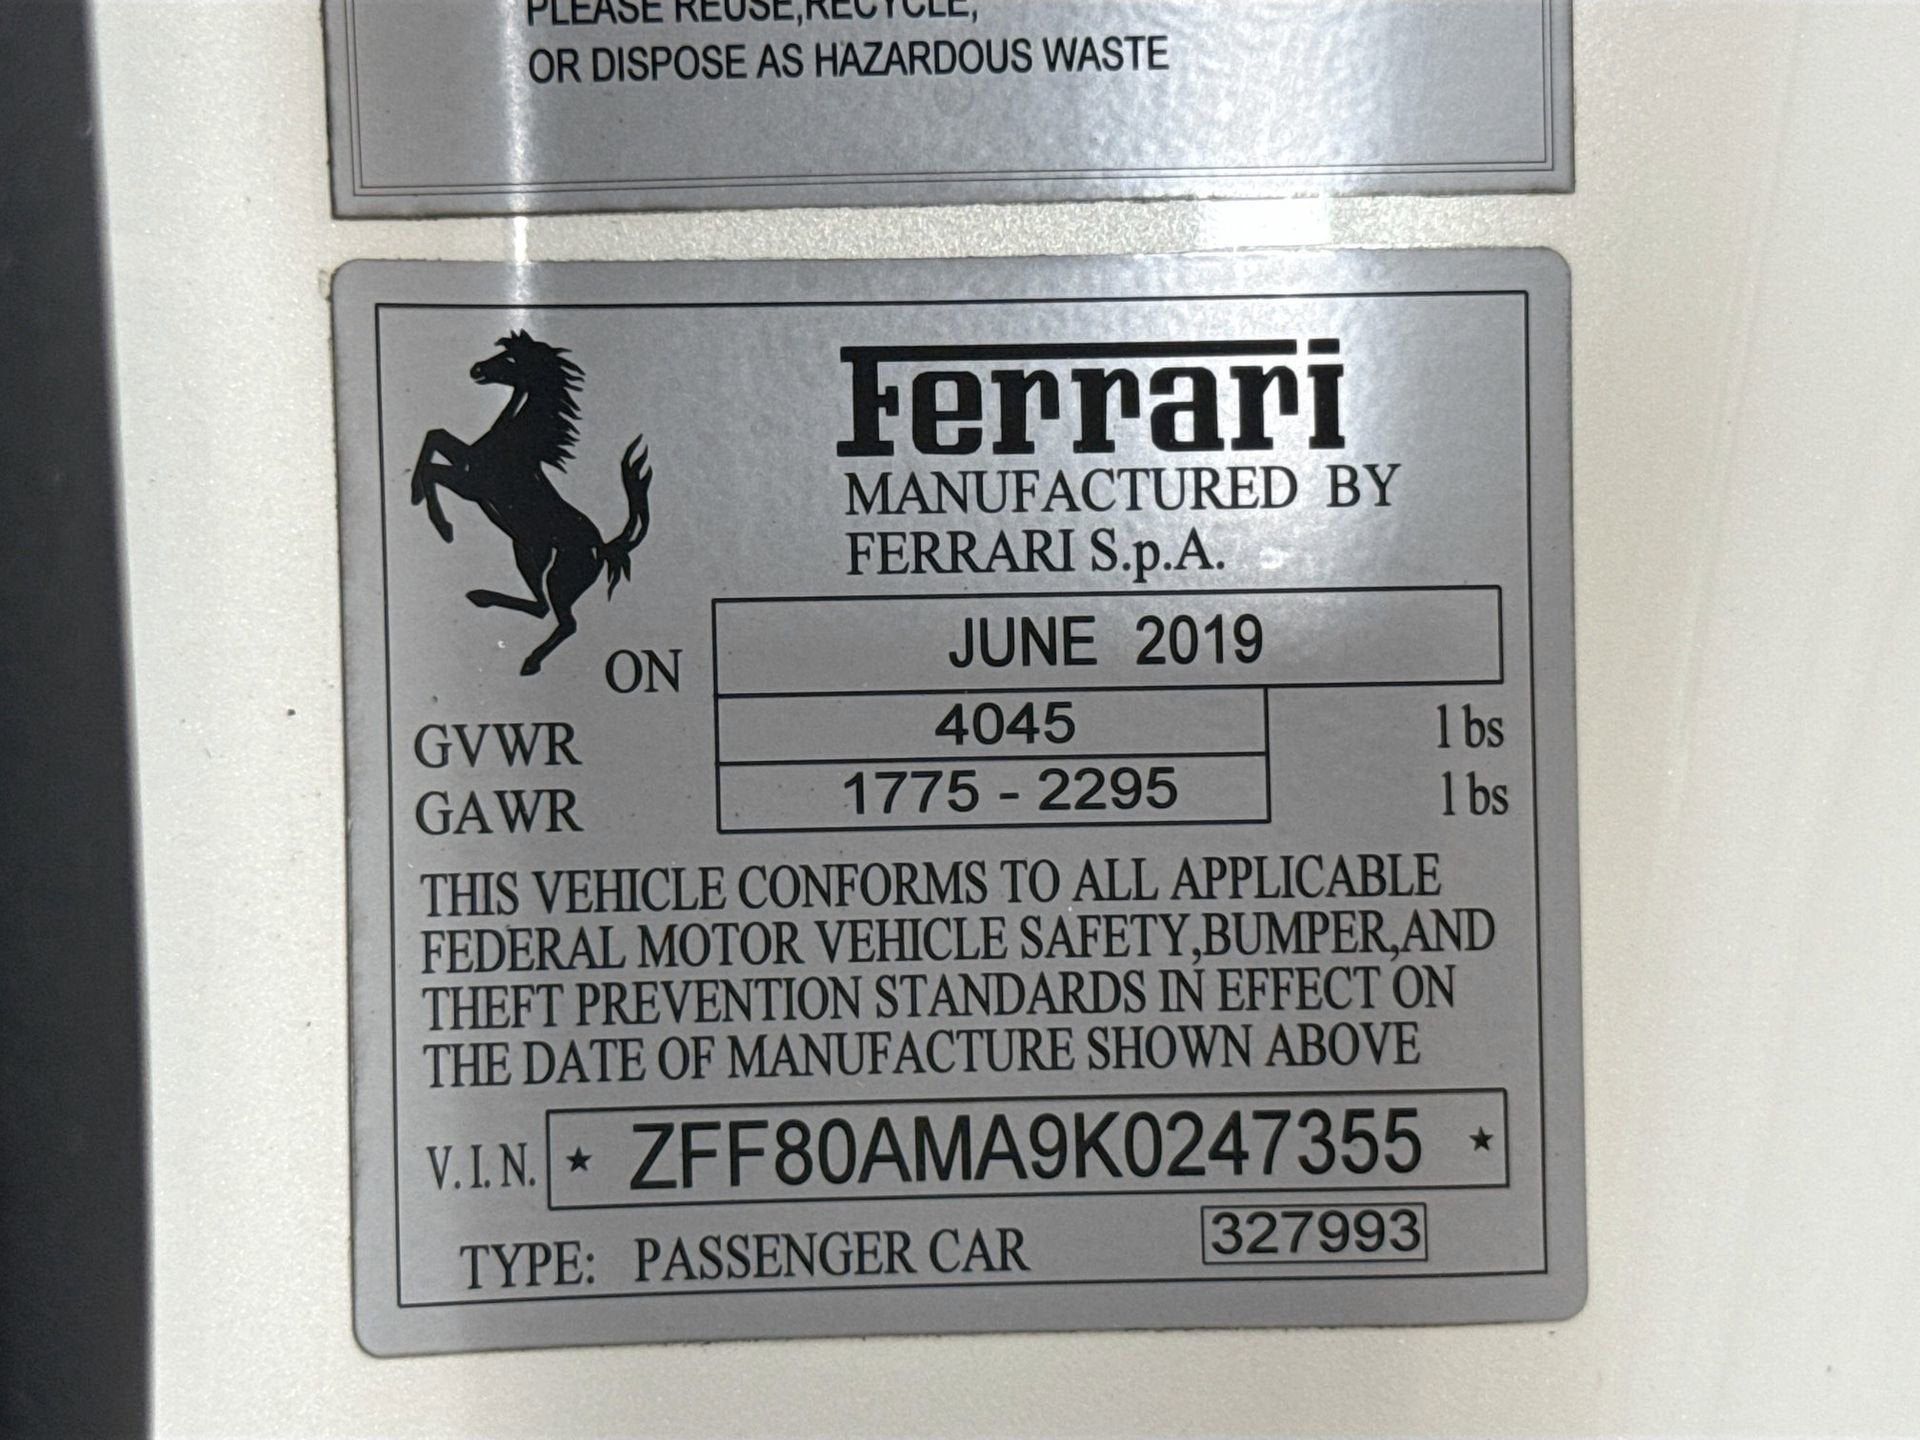 PLEASE REUSE,RECYCLE,
OR DISPOSE AS HAZARDOUS WASTE
Ferrari
MANUFACTURED BY
FERRARI S.p.A.
ON JUNE 2019
GVWR 4045 lbs
GAWR 1775 - 2295 lbs
THIS VEHICLE CONFORMS TO ALL APPLICABLE
FEDERAL MOTOR VEHICLE SAFETY,BUMPER,AND
THEFT PREVENTION STANDARDS IN EFFECT ON
THE DATE OF MANUFACTURE SHOWN ABOVE
V.I.N. ★ ZFF80AMA9K0247355 ★
TYPE: PASSENGER CAR 327993